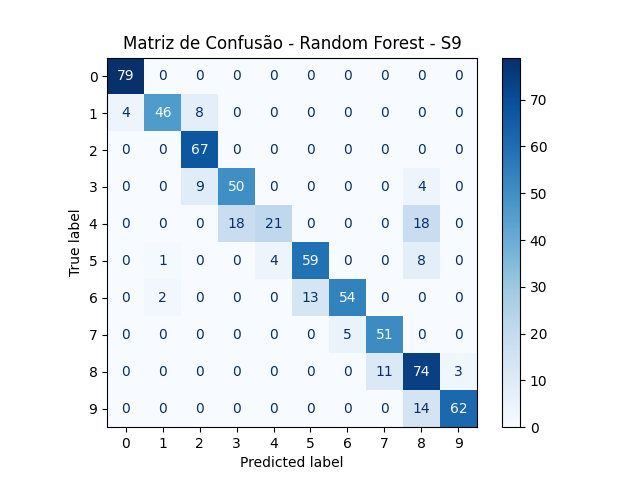 Matriz de Confusão - Random Forest - S9
0 79 0 0 0 0 0 0 0 0 0
1 4 46 8 0 0 0 0 0 0 0
2 0 0 67 0 0 0 0 0 0 0
3 0 0 9 50 0 0 0 0 4 0
4 0 0 0 18 21 0 0 0 18 0
5 0 1 0 0 4 59 0 0 8 0
6 0 2 0 0 0 13 54 0 0 0
7 0 0 0 0 0 0 5 51 0 0
8 0 0 0 0 0 0 0 11 74 3
9 0 0 0 0 0 0 0 0 14 62
0 1 2 3 4 5 6 7 8 9
Predicted label
True label
70
60
50
40
30
20
10
0